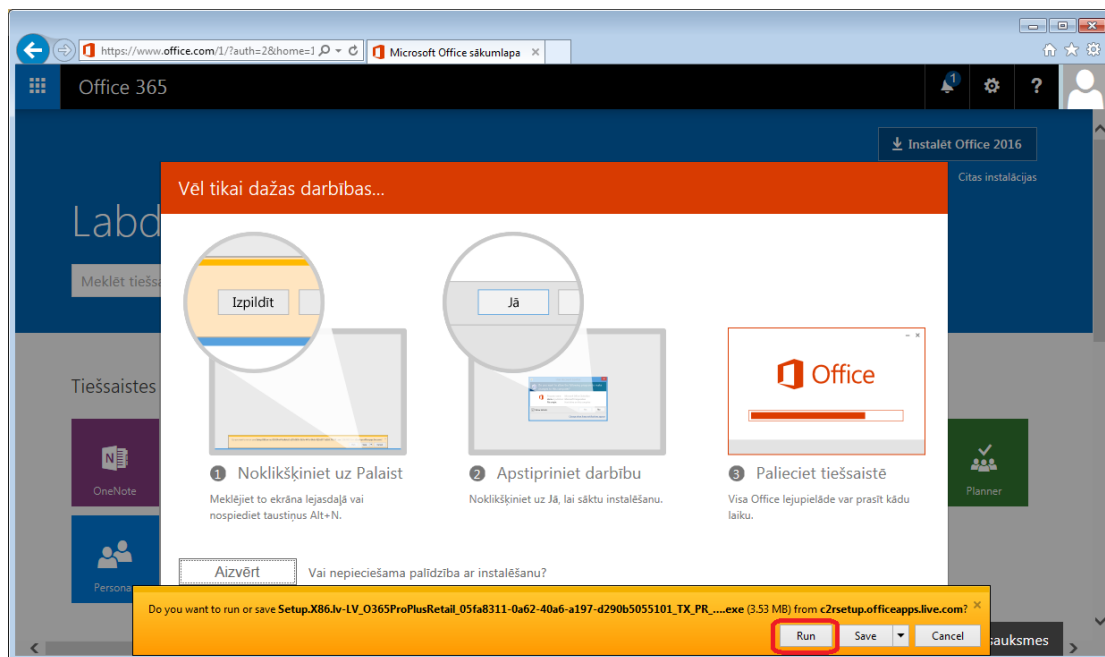 https://www.office.com/1/?auth=2&home=1
Microsoft Office sākumlapa
Office 365
1
?
Instalēt Office 2016
Citas instalācijas
Vēl tikai dažas darbības...
Labd
Meklēt tiešsa
Izpildīt
Jā
Office
Tiešsaistes
1 Noklikšķiniet uz Palaist
2 Apstipriniet darbību
3 Palieciet tiešsaistē
Meklējiet to ekrāna lejasdaļā vai
nospiediet taustiņus Alt+N.
Noklikšķiniet uz Jā, lai sāktu instalēšanu.
Visa Office lejupielāde var prasīt kādu
laiku.
N
OneNote
Planner
Persona
Aizvērt
Vai nepieciešama palīdzība ar instalēšanu?
Do you want to run or save Setup.X86.lv-LV_O365ProPlusRetail_05fa8311-0a62-40a6-a197-d290b5055101_TX_PR_....exe (3.53 MB) from c2rsetup.officeapps.live.com?
Run
Save
Cancel
sauksmes